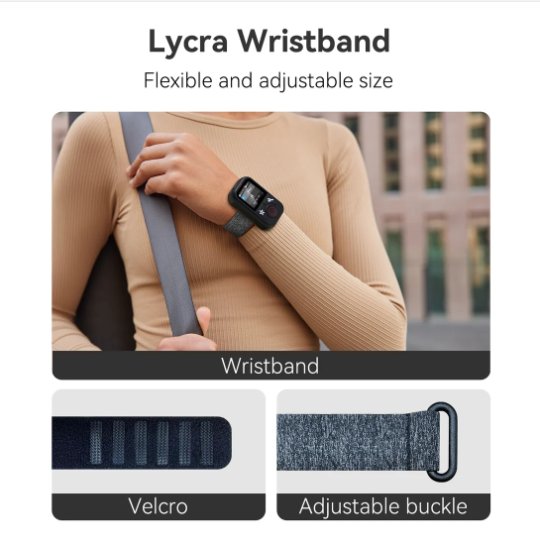 Lycra Wristband
Flexible and adjustable size
Wristband
Velcro
Adjustable buckle